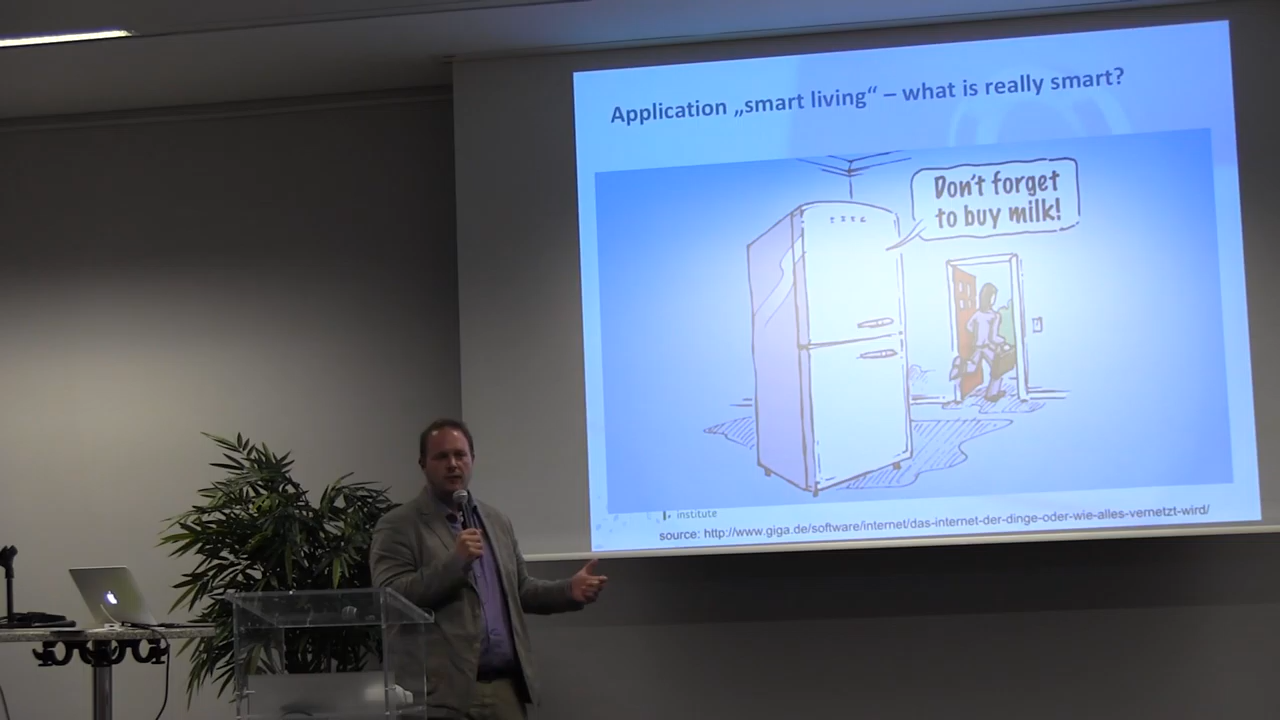 Application „smart living“ – what is really smart?
Don't forget
to buy milk!
institute
source: http://www.giga.de/software/internet/das-internet-der-dinge-oder-wie-alles-vernetzt-wird/